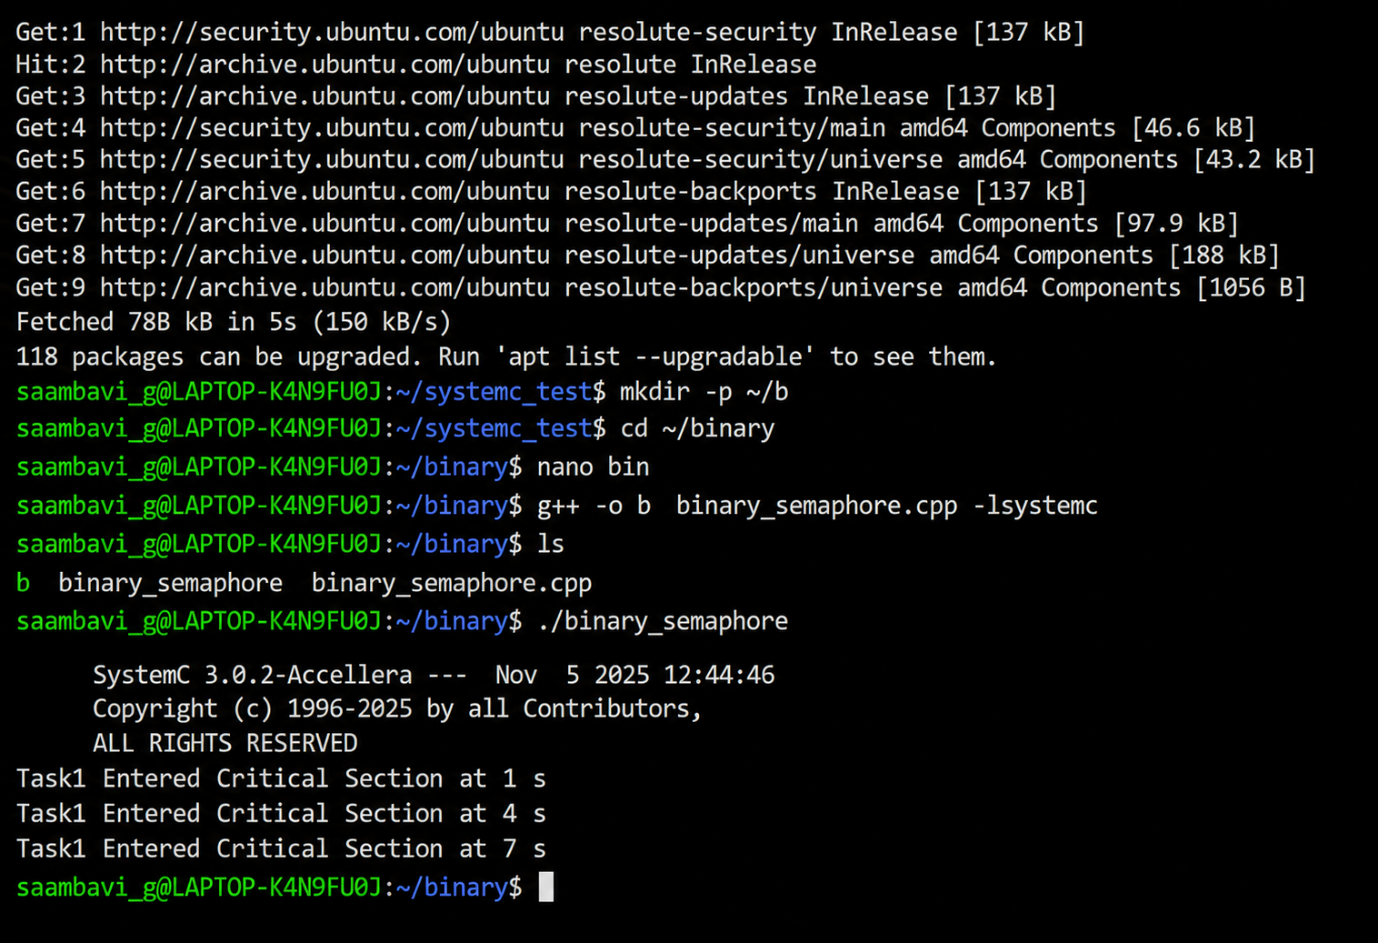 Get:1 http://security.ubuntu.com/ubuntu resolute-security InRelease [137 kB]
Hit:2 http://archive.ubuntu.com/ubuntu resolute InRelease
Get:3 http://archive.ubuntu.com/ubuntu resolute-updates InRelease [137 kB]
Get:4 http://security.ubuntu.com/ubuntu resolute-security/main amd64 Components [46.6 kB]
Get:5 http://security.ubuntu.com/ubuntu resolute-security/universe amd64 Components [43.2 kB]
Get:6 http://archive.ubuntu.com/ubuntu resolute-backports InRelease [137 kB]
Get:7 http://archive.ubuntu.com/ubuntu resolute-updates/main amd64 Components [97.9 kB]
Get:8 http://archive.ubuntu.com/ubuntu resolute-updates/universe amd64 Components [188 kB]
Get:9 http://archive.ubuntu.com/ubuntu resolute-backports/universe amd64 Components [1056 B]
Fetched 78B kB in 5s (150 kB/s)
118 packages can be upgraded. Run 'apt list --upgradable' to see them.
saambavi_g@LAPTOP-K4N9FU0J:~/systemc_test$ mkdir -p ~/b
saambavi_g@LAPTOP-K4N9FU0J:~/systemc_test$ cd ~/binary
saambavi_g@LAPTOP-K4N9FU0J:~/binary$ nano bin
saambavi_g@LAPTOP-K4N9FU0J:~/binary$ g++ -o b  binary_semaphore.cpp -lsystemc
saambavi_g@LAPTOP-K4N9FU0J:~/binary$ ls
b  binary_semaphore  binary_semaphore.cpp
saambavi_g@LAPTOP-K4N9FU0J:~/binary$ ./binary_semaphore
SystemC 3.0.2-Accellera ---  Nov  5 2025 12:44:46
Copyright (c) 1996-2025 by all Contributors,
ALL RIGHTS RESERVED
Task1 Entered Critical Section at 1 s
Task1 Entered Critical Section at 4 s
Task1 Entered Critical Section at 7 s
saambavi_g@LAPTOP-K4N9FU0J:~/binary$